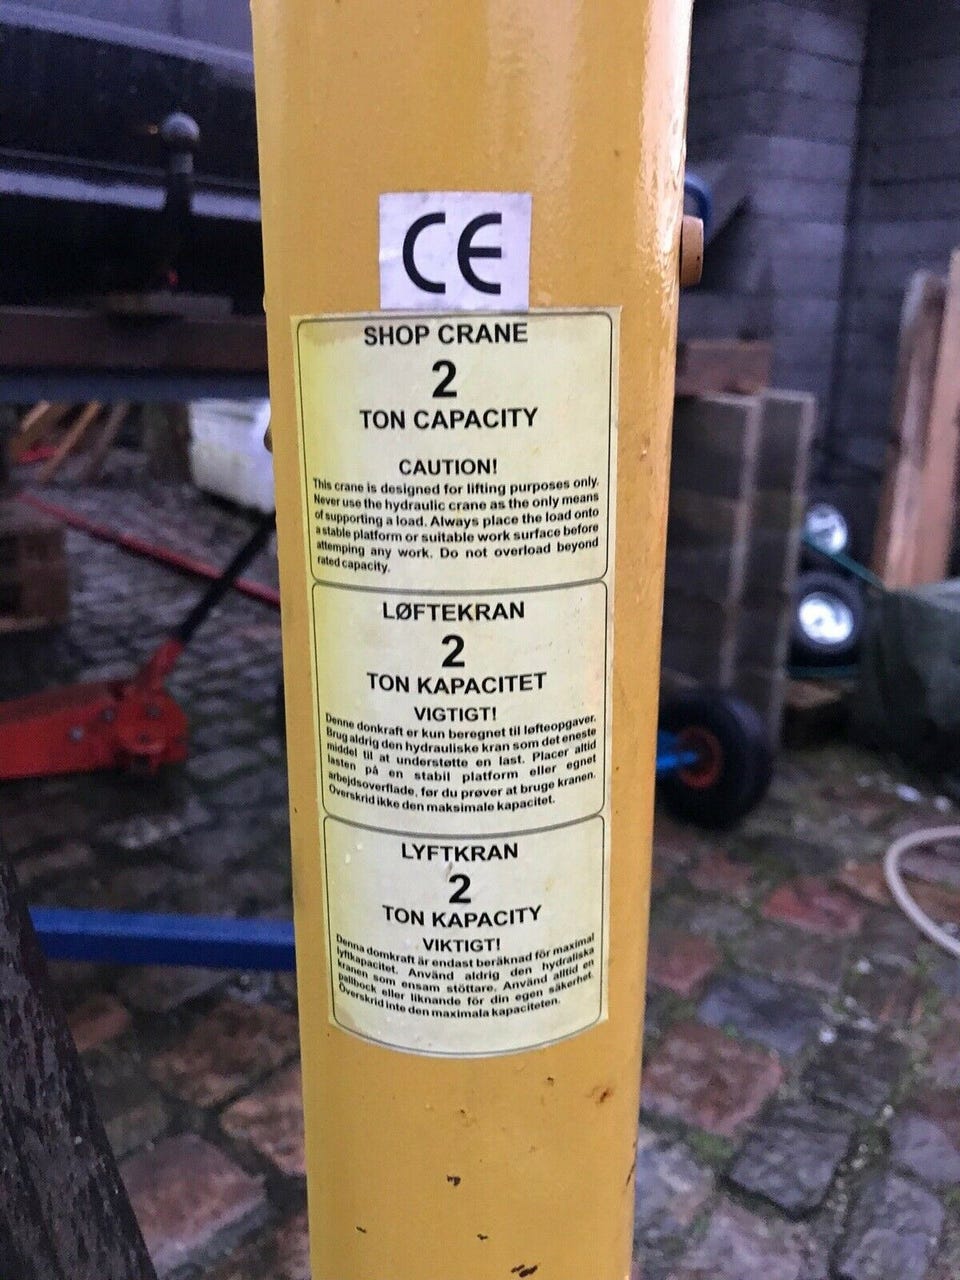 CE
SHOP CRANE
2
TON CAPACITY
CAUTION!
This crane is designed for lifting purposes only.
Never use the hydraulic crane as the only means
of supporting a load. Always place the load onto
a stable platform or suitable work surface before
attemping any work. Do not overload beyond
rated capacity.
LØFTEKRAN
2
TON KAPACITET
VIGTIGT!
Denne donkraft er kun beregnet til løfteopgaver.
Brug aldrig den hydrauliske kran som det eneste
middel til at understøtte en last. Placer altid
lasten på en stabil platform eller egnet
arbejdsoverflade, før du prøver at bruge kranen.
Overskrid ikke den maksimale kapacitet.
LYFTKRAN
2
TON KAPACITY
VIKTIGT!
Denna domkraft är endast beräknad för maximal
lyftkapacitet. Använd aldrig den hydraliska
kranen som ensam stöttare. Använd alltid en
pallbock eller liknande för din egen säkerhet.
Överskrid inte den maximala kapaciteten.